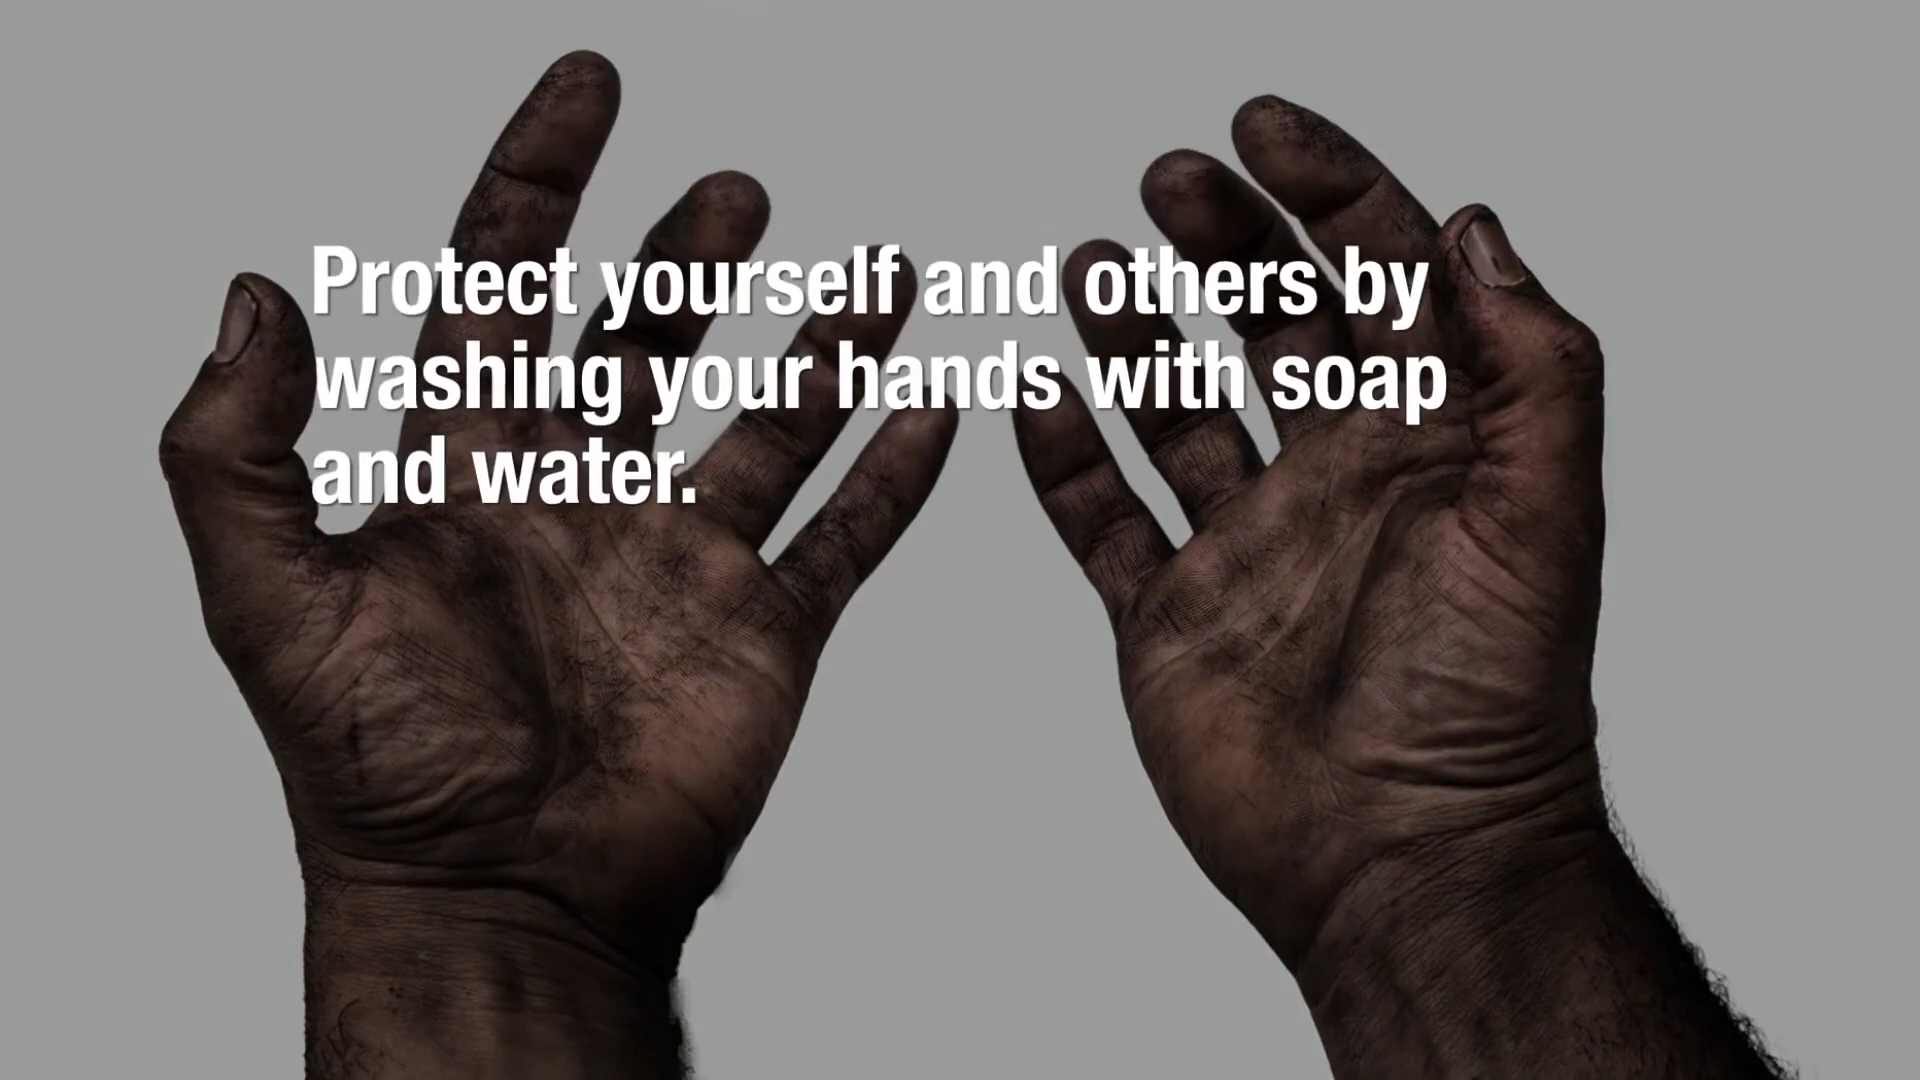 Protect yourself and others by
washing your hands with soap
and water.